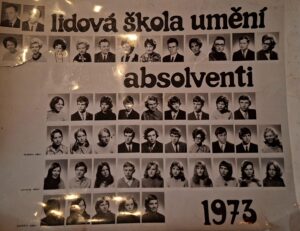 lidová škola umění
absolventi
1973